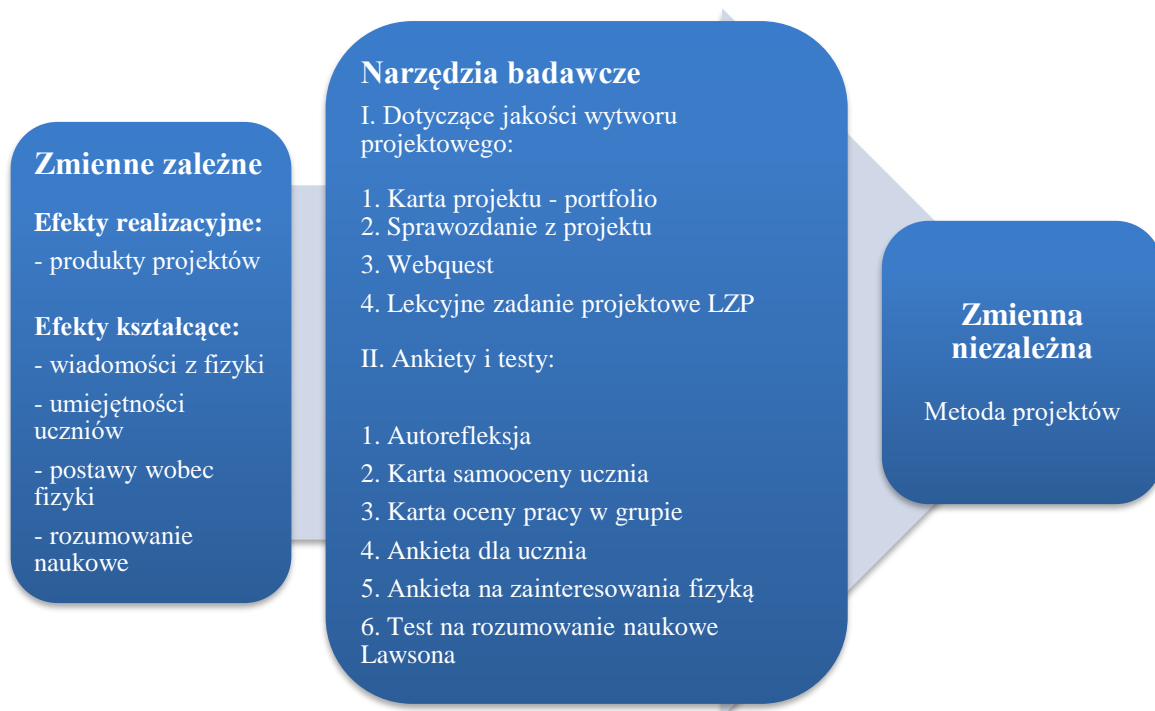 Zmienne zależne
Efekty realizacyjne:
- produkty projektów
Efekty kształcące:
- wiadomości z fizyki
- umiejętności
uczniów
- postawy wobec
fizyki
- rozumowanie
naukowe
Narzędzia badawcze
I. Dotyczące jakości wytworu
projektowego:
1. Karta projektu - portfolio
2. Sprawozdanie z projektu
3. Webquest
4. Lekcyjne zadanie projektowe LZP
II. Ankiety i testy:
1. Autorefleksja
2. Karta samooceny ucznia
3. Karta oceny pracy w grupie
4. Ankieta dla ucznia
5. Ankieta na zainteresowania fizyką
6. Test na rozumowanie naukowe
Lawsona
Zmienna
niezależna
Metoda projektów